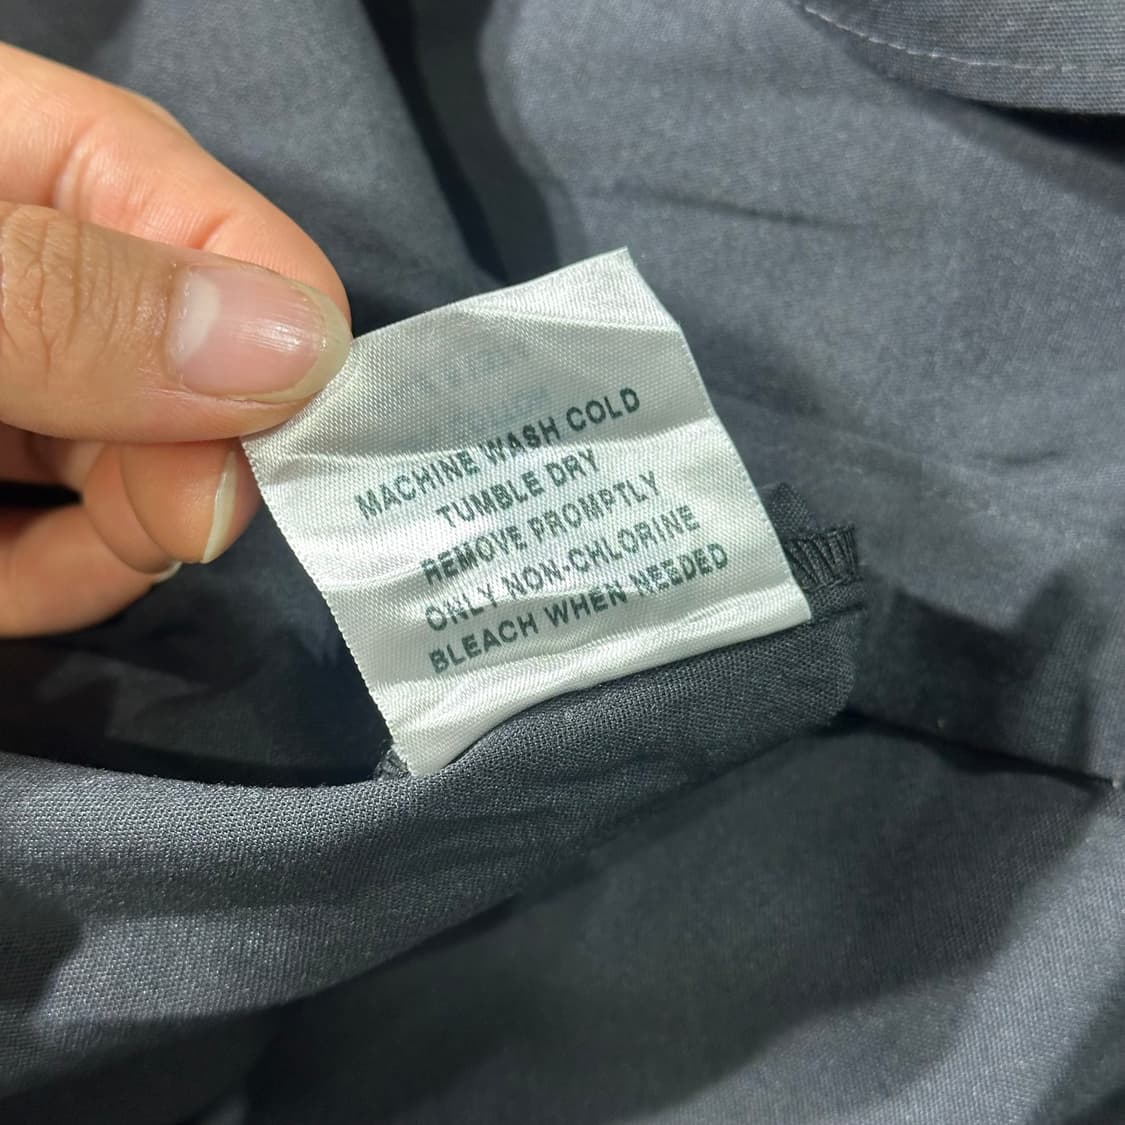 MACHINE WASH COLD
TUMBLE DRY
REMOVE PROMPTLY
ONLY NON-CHLORINE
BLEACH WHEN NEEDED